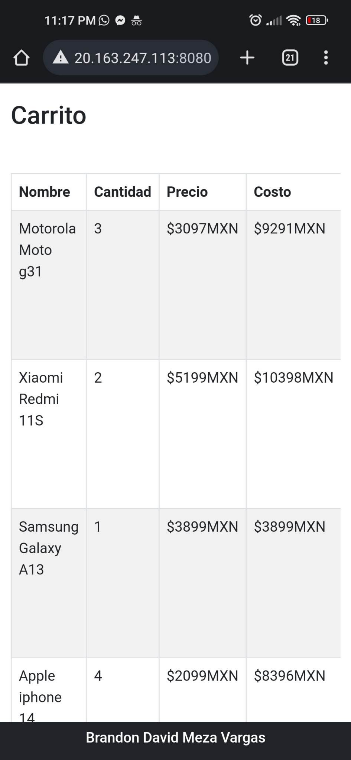 11:17 PM
18
20.163.247.113:8080
21
Carrito
Nombre Cantidad Precio Costo
Motorola Moto g31 3 $3097MXN $9291MXN
Xiaomi Redmi 11S 2 $5199MXN $10398MXN
Samsung Galaxy A13 1 $3899MXN $3899MXN
Apple iphone 14 4 $2099MXN $8396MXN
Brandon David Meza Vargas